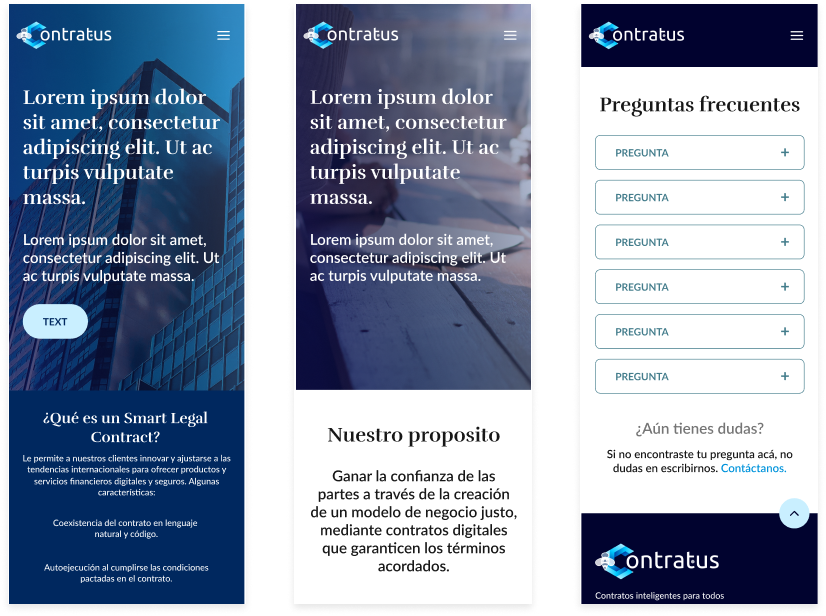 Contratus
Lorem ipsum dolor
sit amet, consectetur
adipiscing elit. Ut ac
turpis vulputate
massa.
Lorem ipsum dolor sit amet,
consectetur adipiscing elit. Ut
ac turpis vulputate massa.
TEXT
¿Qué es un Smart Legal
Contract?
Le permite a nuestros clientes innovar y ajustarse a las
tendencias internacionales para ofrecer productos y
servicios financieros digitales y seguros. Algunas
características:
Coexistencia del contrato en lenguaje
natural y código.
Autoejecución al cumplirse las condiciones
pactadas en el contrato.
Contratus
Lorem ipsum dolor
sit amet, consectetur
adipiscing elit. Ut ac
turpis vulputate
massa.
Lorem ipsum dolor sit amet,
consectetur adipiscing elit. Ut
ac turpis vulputate massa.
Nuestro proposito
Ganar la confianza de las
partes a través de la creación
de un modelo de negocio justo,
mediante contratos digitales
que garanticen los términos
acordados.
Contratus
Preguntas frecuentes
PREGUNTA +
PREGUNTA +
PREGUNTA +
PREGUNTA +
PREGUNTA +
PREGUNTA +
¿Aún tienes dudas?
Si no encontraste tu pregunta acá, no
dudas en escribirnos. Contáctanos.
Contratus
Contratos inteligentes para todos